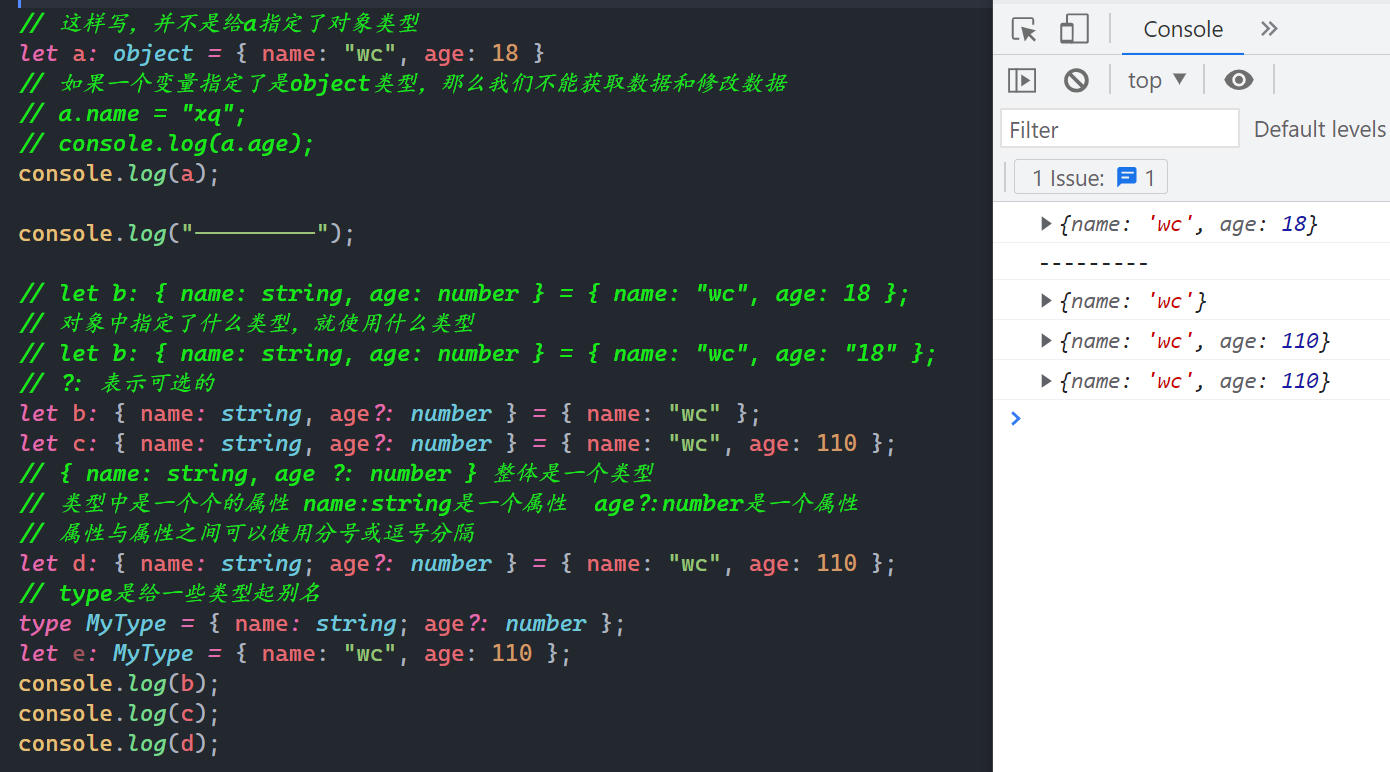 // 这样写，并不是给a指定了对象类型
let a: object = { name: "wc", age: 18 }
// 如果一个变量指定了是object类型，那么我们不能获取数据和修改数据
// a.name = "xq";
// console.log(a.age);
console.log(a);
console.log("---------");
// let b: { name: string, age: number } = { name: "wc", age: 18 };
// 对象中指定了什么类型，就使用什么类型
// let b: { name: string, age: number } = { name: "wc", age: "18" };
// ?: 表示可选的
let b: { name: string, age?: number } = { name: "wc" };
let c: { name: string, age?: number } = { name: "wc", age: 110 };
// { name: string, age ?: number } 整体是一个类型
// 类型中是一个个的属性 name:string是一个属性  age?:number是一个属性
// 属性与属性之间可以使用分号或逗号分隔
let d: { name: string; age?: number } = { name: "wc", age: 110 };
// type是给一些类型起别名
type MyType = { name: string; age?: number };
let e: MyType = { name: "wc", age: 110 };
console.log(b);
console.log(c);
console.log(d);
Console
top
Filter
Default levels
1 Issue: 1
{name: 'wc', age: 18}
---------
{name: 'wc'}
{name: 'wc', age: 110}
{name: 'wc', age: 110}